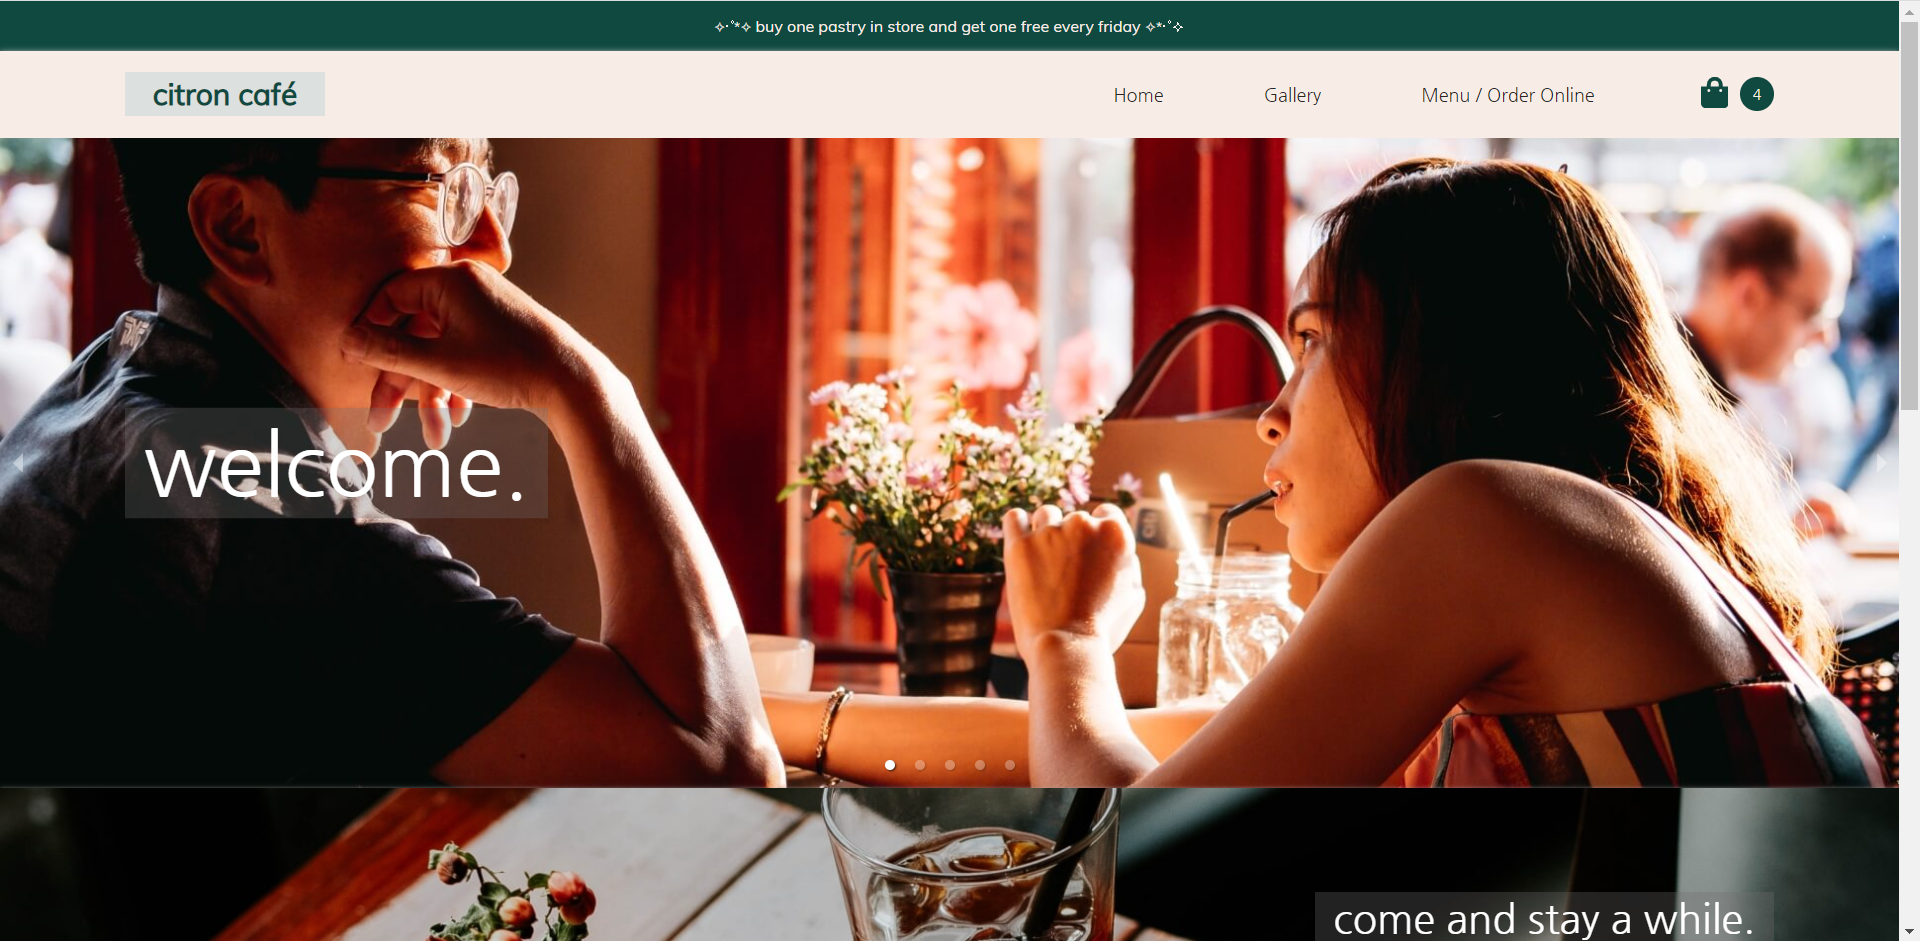 ✧･ﾟ*✧ buy one pastry in store and get one free every friday ✧*･ﾟ✧
citron café
Home
Gallery
Menu / Order Online
4
welcome.
come and stay a while.